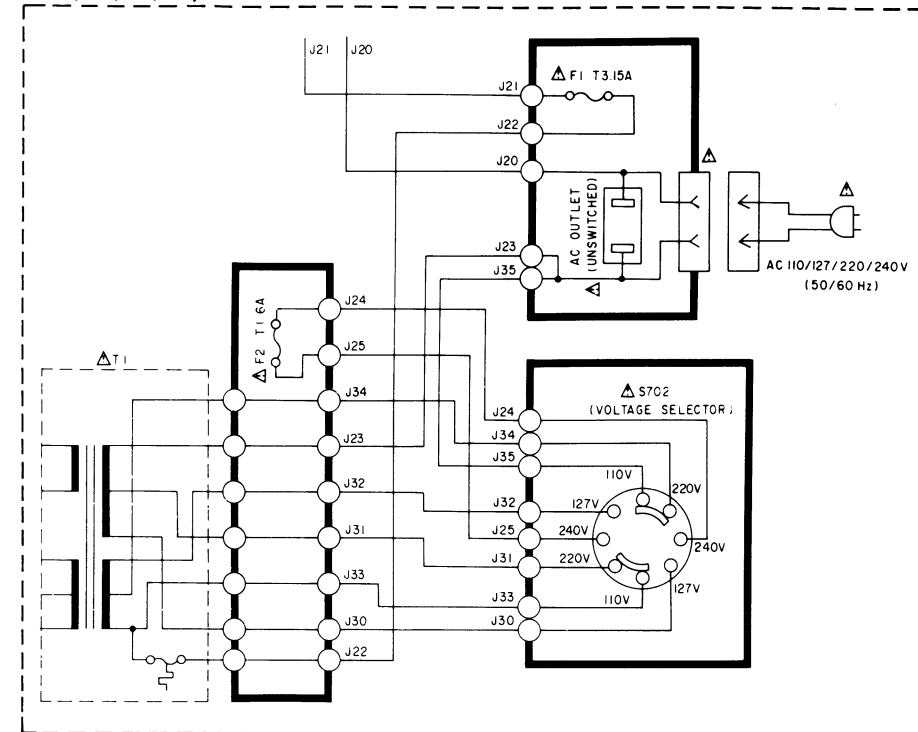 J21 J20
⚠ F1 T3.15A
J21
J22
J20
AC OUTLET
(UNSWITCHED)
⚠
⚠
⚠
AC 110/127/220/240V
(50/60 Hz)
J23
J35
⚠ F2 T1.6A
J24
J25
J34
J23
J32
J31
J33
J30
J22
⚠ T1
⚠ S702
(VOLTAGE SELECTOR)
J24
J34
J35
J32
J25
J31
J33
J30
110V
220V
127V
240V
240V
220V
127V
110V